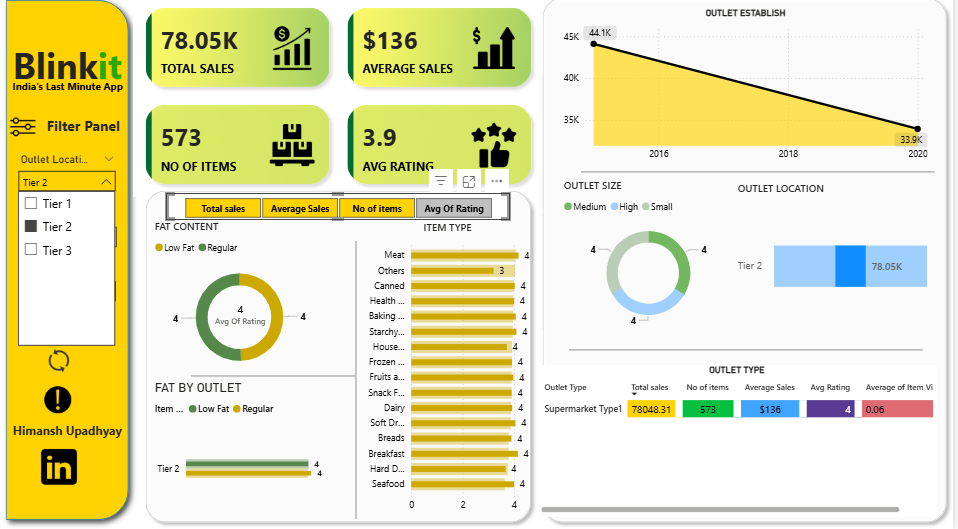 Blinkit
India's Last Minute App
Filter Panel
Outlet Locati...
Tier 2
Tier 1
Tier 2
Tier 3
Himansh Upadhyay
in
78.05K
TOTAL SALES
$136
AVERAGE SALES
573
NO OF ITEMS
3.9
AVG RATING
Total sales
Average Sales
No of items
Avg Of Rating
FAT CONTENT
Low Fat
Regular
4
4
Avg Of Rating
4
FAT BY OUTLET
Item ...
Low Fat
Regular
Tier 2
4
4
ITEM TYPE
Meat 4
Others 3
Canned 4
Health ... 4
Baking ... 4
Starchy... 4
House... 4
Frozen ... 4
Fruits a... 4
Snack F... 4
Dairy 4
Soft Dr... 4
Breads 4
Breakfast 4
Hard D... 4
Seafood 4
0 2 4
OUTLET ESTABLISH
45K
40K
35K
44.1K
33.9K
2016 2018 2020
OUTLET SIZE
Medium High Small
4
4
4
OUTLET LOCATION
Tier 2
78.05K
OUTLET TYPE
Outlet Type Total sales No of items Average Sales Avg Rating Average of Item Vi
Supermarket Type1 78048.31 573 $136 4 0.06